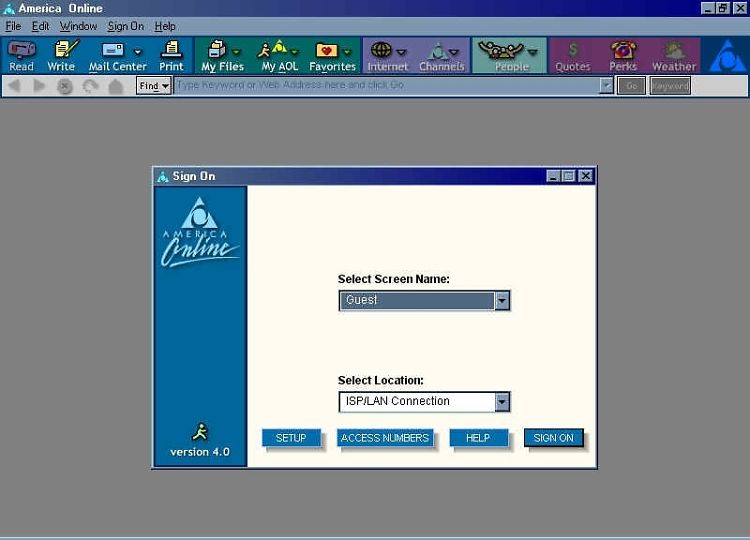 America Online
File Edit Window Sign On Help
Read Write Mail Center Print My Files My AOL Favorites Internet Channels People Quotes Perks Weather
Find Type Keyword or Web Address here and click Go Go Keyword
Sign On
AMERICA
Online
Select Screen Name:
Guest
Select Location:
ISP/LAN Connection
SETUP ACCESS NUMBERS HELP SIGN ON
version 4.0